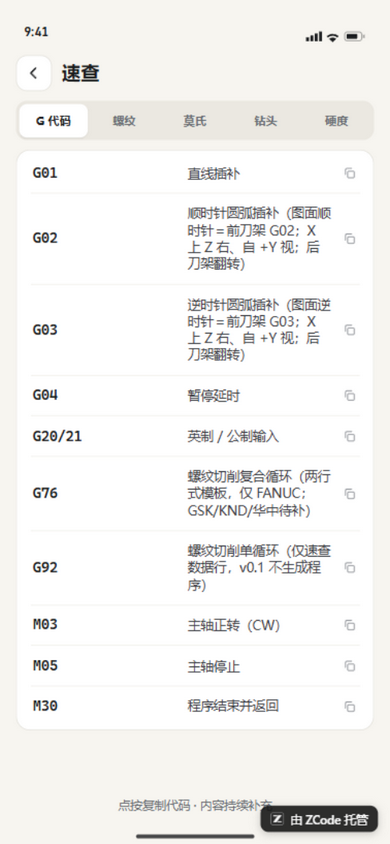 9:41
速查
G 代码 螺纹 莫氏 钻头 硬度
G01 直线插补
G02 顺时针圆弧插补（图面顺
时针＝前刀架 G02；X
上 Z 右、自 +Y 视；后
刀架翻转）
G03 逆时针圆弧插补（图面逆
时针＝前刀架 G03；X
上 Z 右、自 +Y 视；后
刀架翻转）
G04 暂停延时
G20/21 英制 / 公制输入
G76 螺纹切削复合循环（两行
式模板，仅 FANUC；
GSK/KND/华中待补）
G92 螺纹切削单循环（仅速查
数据行，v0.1 不生成程
序）
M03 主轴正转（CW）
M05 主轴停止
M30 程序结束并返回
点按复制代码 · 内容持续补充
由 ZCode 托管